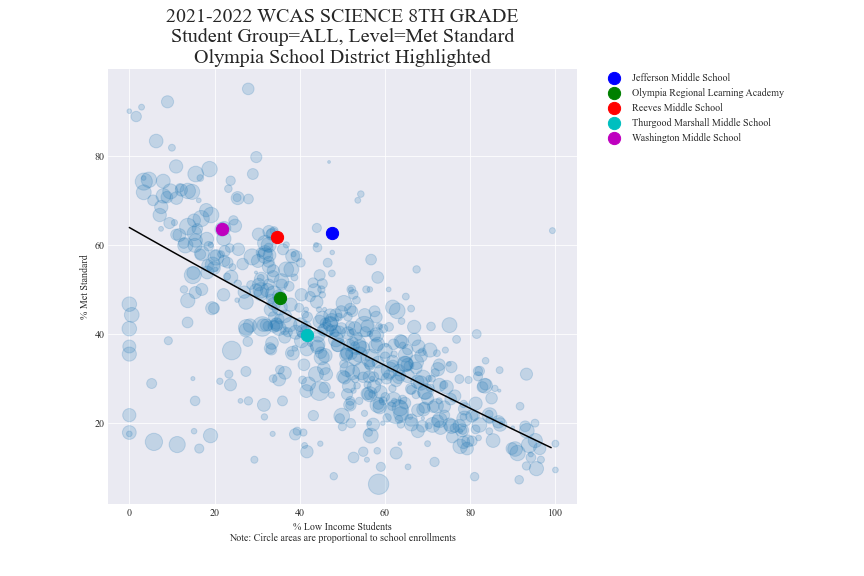 2021-2022 WCAS SCIENCE 8TH GRADE
Student Group=ALL, Level=Met Standard
Olympia School District Highlighted
Jefferson Middle School
Olympia Regional Learning Academy
Reeves Middle School
Thurgood Marshall Middle School
Washington Middle School
% Met Standard
80
60
40
20
0 20 40 60 80 100
% Low Income Students
Note: Circle areas are proportional to school enrollments